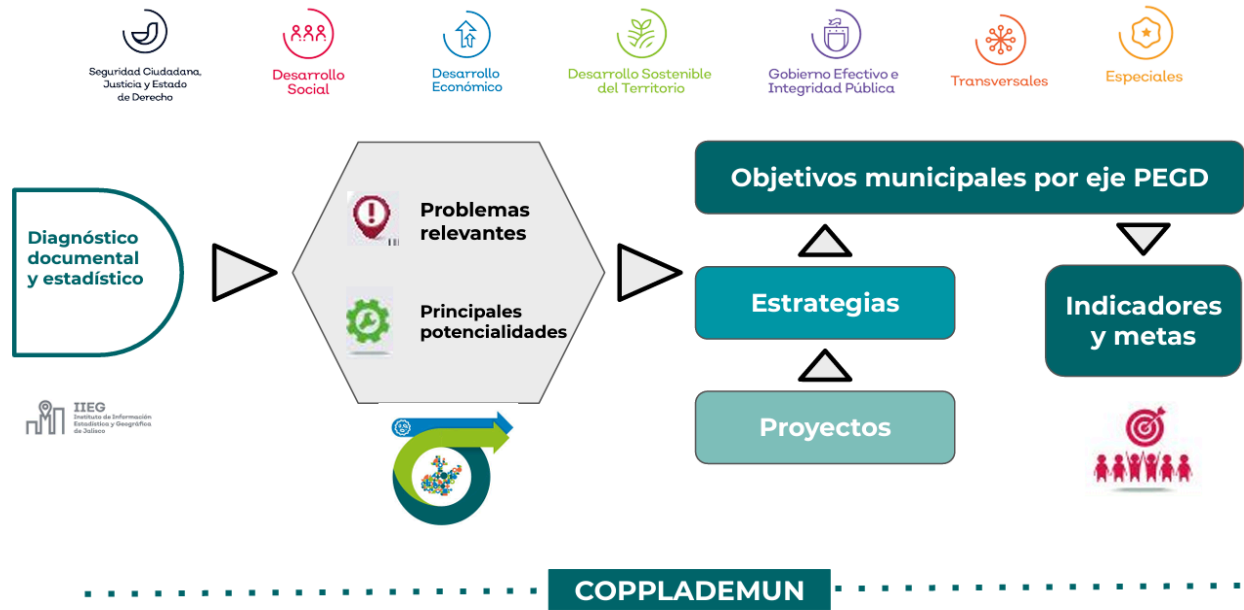 Seguridad Ciudadana,
Justicia y Estado
de Derecho
Desarrollo
Social
Desarrollo
Económico
Desarrollo Sostenible
del Territorio
Gobierno Efectivo e
Integridad Pública
Transversales
Especiales
Diagnóstico
documental
y estadístico
Problemas
relevantes
Principales
potencialidades
Objetivos municipales por eje PEGD
Estrategias
Proyectos
Indicadores
y metas
IIEG
Instituto de Información
Estadística y Geográfica
de Jalisco
COPPLADEMUN